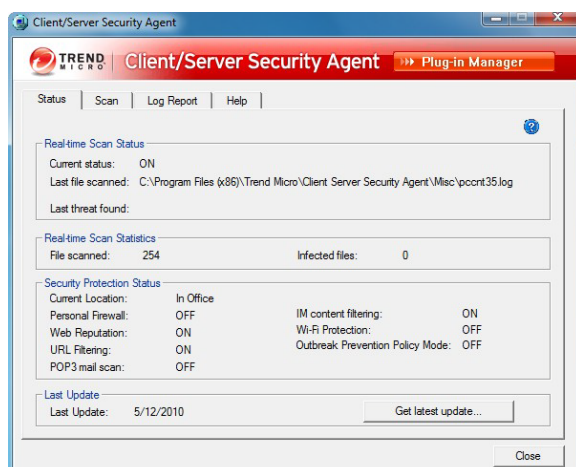 Client/Server Security Agent
TREND MICRO Client/Server Security Agent Plug-in Manager
Status Scan Log Report Help
Real-time Scan Status
Current status: ON
Last file scanned: C:\Program Files (x86)\Trend Micro\Client Server Security Agent\Misc\pccnt35.log
Last threat found:
Real-time Scan Statistics
File scanned: 254 Infected files: 0
Security Protection Status
Current Location: In Office
Personal Firewall: OFF IM content filtering: ON
Web Reputation: ON Wi-Fi Protection: OFF
URL Filtering: ON Outbreak Prevention Policy Mode: OFF
POP3 mail scan: OFF
Last Update
Last Update: 5/12/2010 Get latest update...
Close